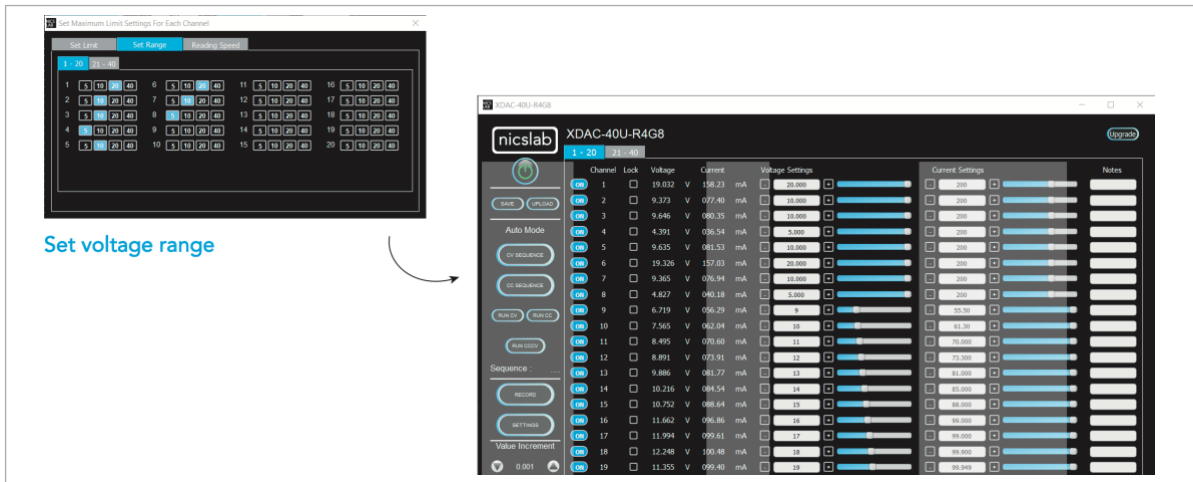 Set Maximum Limit Settings For Each Channel
Set Limit Set Range Reading Speed
1 - 20 21 - 40
1 5 10 20 40 6 5 10 20 40 11 5 10 20 40 16 5 10 20 40
2 5 10 20 40 7 5 10 20 40 12 5 10 20 40 17 5 10 20 40
3 5 10 20 40 8 5 10 20 40 13 5 10 20 40 18 5 10 20 40
4 5 10 20 40 9 5 10 20 40 14 5 10 20 40 19 5 10 20 40
5 5 10 20 40 10 5 10 20 40 15 5 10 20 40 20 5 10 20 40
Set voltage range
XDAC-40U-R4G8
nicslab XDAC-40U-R4G8 Upgrade
1 - 20 21 - 40
Channel Lock Voltage Current Voltage Settings Current Settings Notes
ON 1 19.032 V 158.23 mA - 20.000 + - 200 +
ON 2 9.373 V 077.40 mA - 10.000 + - 200 +
SAVE UPLOAD
ON 3 9.646 V 080.35 mA - 10.000 + - 200 +
Auto Mode
ON 4 4.391 V 036.54 mA - 5.000 + - 200 +
ON 5 9.635 V 081.53 mA - 10.000 + - 200 +
CV SEQUENCE
ON 6 19.326 V 157.03 mA - 20.000 + - 200 +
ON 7 9.365 V 076.94 mA - 10.000 + - 200 +
CC SEQUENCE
ON 8 4.827 V 040.18 mA - 5.000 + - 200 +
ON 9 6.719 V 056.29 mA - 9 + - 55.50 +
RUN CV RUN CC
ON 10 7.565 V 062.04 mA - 10 + - 61.30 +
ON 11 8.495 V 070.60 mA - 11 + - 70.000 +
RUN CCCV
ON 12 8.891 V 073.91 mA - 12 + - 73.300 +
Sequence : ....
ON 13 9.886 V 081.77 mA - 13 + - 81.000 +
ON 14 10.216 V 084.54 mA - 14 + - 85.000 +
RECORD
ON 15 10.752 V 088.64 mA - 15 + - 88.000 +
ON 16 11.662 V 096.86 mA - 16 + - 96.000 +
SETTINGS
ON 17 11.994 V 099.61 mA - 17 + - 99.000 +
Value Increment
ON 18 12.248 V 100.48 mA - 18 + - 99.900 +
0.001
ON 19 11.355 V 099.40 mA - 19 + - 99.949 +